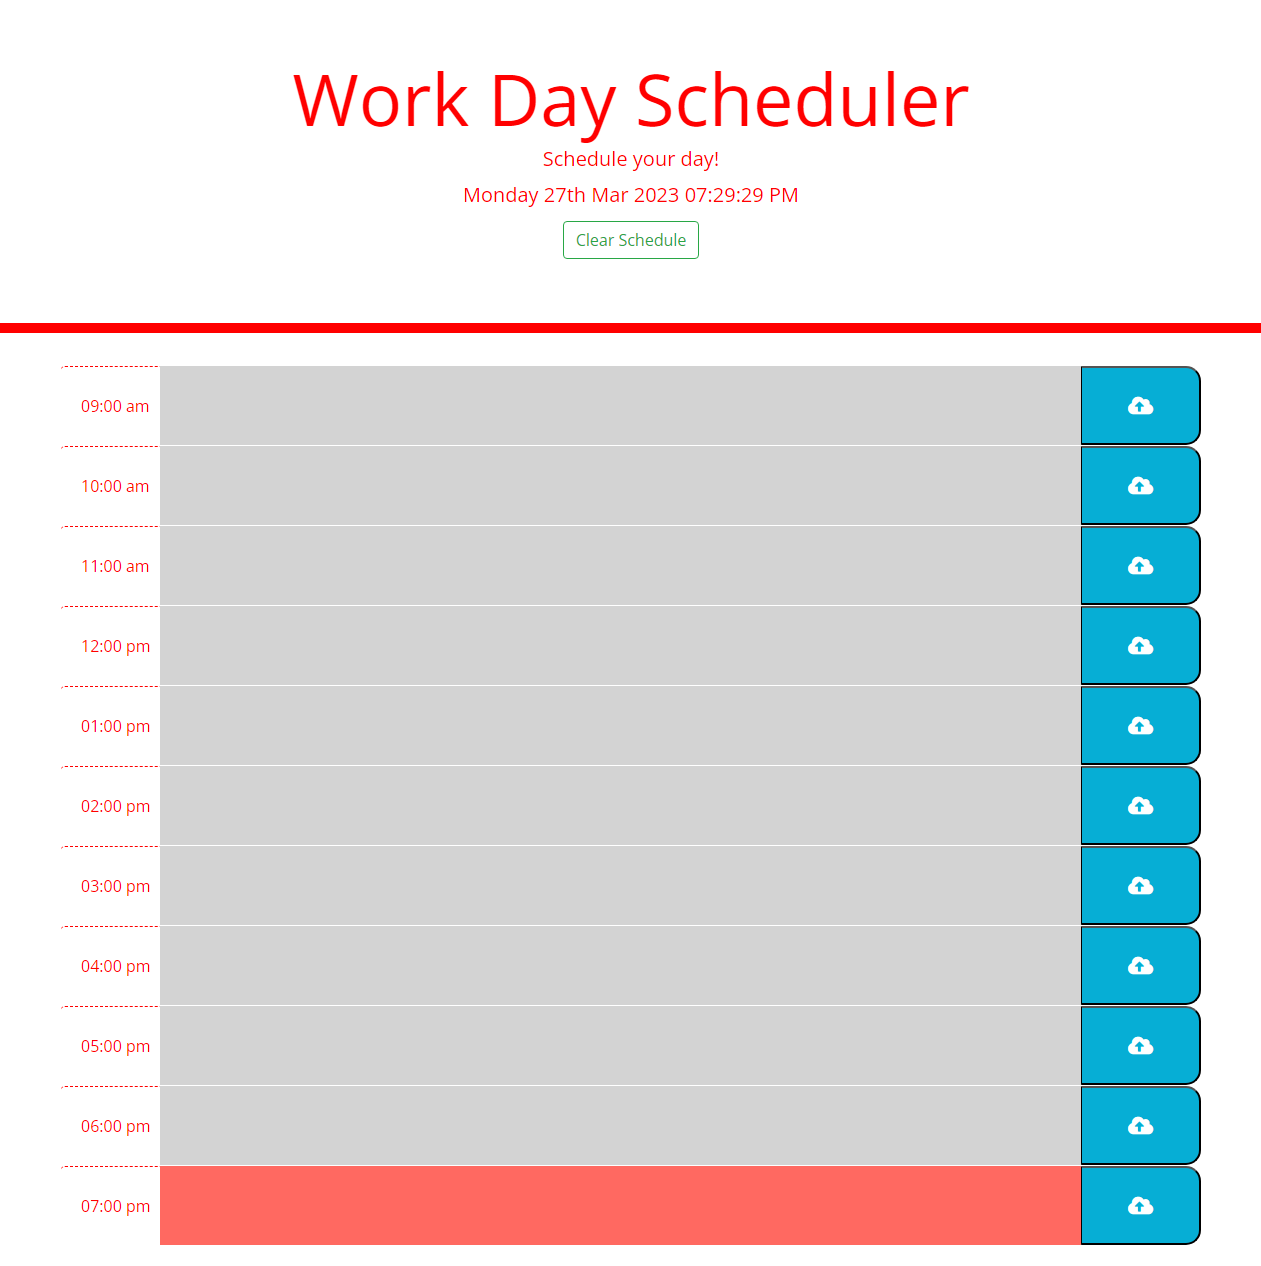 Work Day Scheduler
Schedule your day!
Monday 27th Mar 2023 07:29:29 PM
Clear Schedule
09:00 am
10:00 am
11:00 am
12:00 pm
01:00 pm
02:00 pm
03:00 pm
04:00 pm
05:00 pm
06:00 pm
07:00 pm